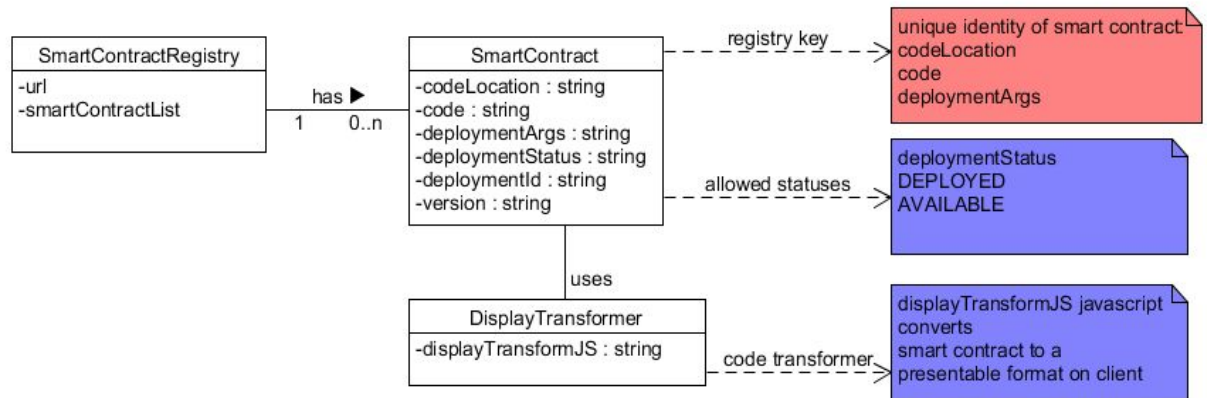 SmartContractRegistry
-url
-smartContractList
has ▶
1 0..n
SmartContract
-codeLocation : string
-code : string
-deploymentArgs : string
-deploymentStatus : string
-deploymentId : string
-version : string
registry key
unique identity of smart contract:
codeLocation
code
deploymentArgs
allowed statuses
deploymentStatus
DEPLOYED
AVAILABLE
uses
DisplayTransformer
-displayTransformJS : string
code transformer
displayTransformJS javascript
converts
smart contract to a
presentable format on client